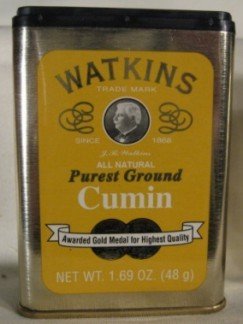 WATKINS
TRADE MARK
SINCE 1868
J.R. Watkins
ALL NATURAL
Purest Ground
Cumin
Awarded Gold Medal for Highest Quality
NET WT. 1.69 OZ. (48 g)